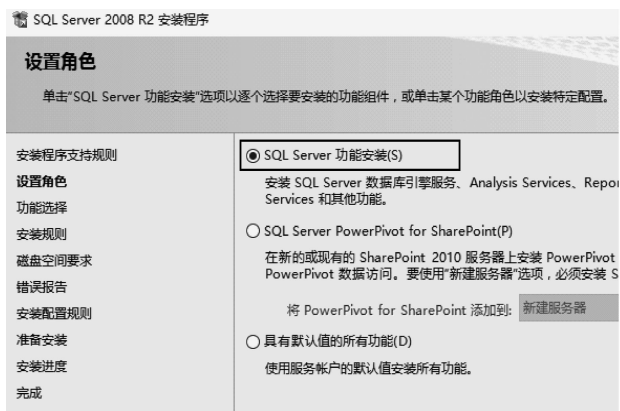 SQL Server 2008 R2 安装程序
设置角色
单击"SQL Server 功能安装"选项以逐个选择要安装的功能组件，或单击某个功能角色以安装特定配置。
安装程序支持规则
设置角色
功能选择
安装规则
磁盘空间要求
错误报告
安装配置规则
准备安装
安装进度
完成
SQL Server 功能安装(S)
安装 SQL Server 数据库引擎服务、Analysis Services、Repor
Services 和其他功能。
SQL Server PowerPivot for SharePoint(P)
在新的或现有的 SharePoint 2010 服务器上安装 PowerPivot
PowerPivot 数据访问。要使用"新建服务器"选项，必须安装 S
将 PowerPivot for SharePoint 添加到: 新建服务器
具有默认值的所有功能(D)
使用服务帐户的默认值安装所有功能。